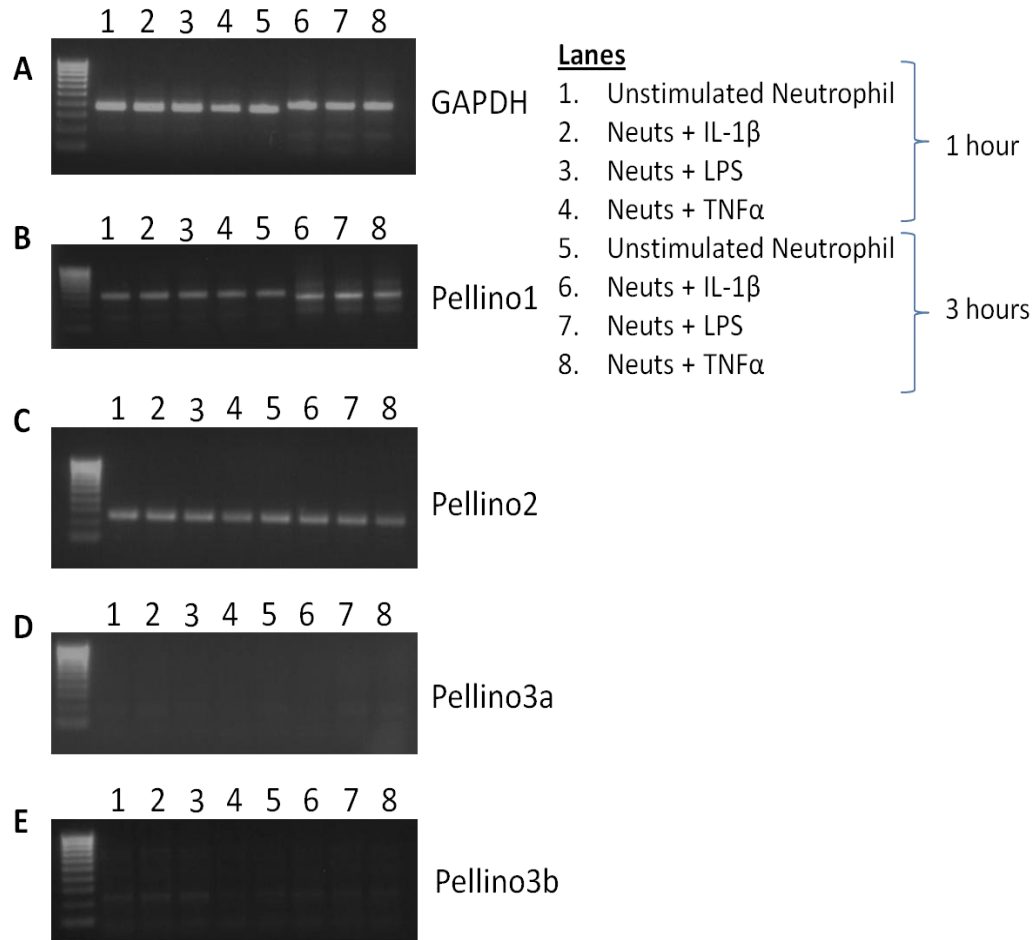 1 2 3 4 5 6 7 8
A
GAPDH
B
1 2 3 4 5 6 7 8
Pellino1
C
1 2 3 4 5 6 7 8
Pellino2
D
1 2 3 4 5 6 7 8
Pellino3a
E
1 2 3 4 5 6 7 8
Pellino3b
Lanes
1. Unstimulated Neutrophil
2. Neuts + IL-1β
3. Neuts + LPS
4. Neuts + TNFα
1 hour
5. Unstimulated Neutrophil
6. Neuts + IL-1β
7. Neuts + LPS
8. Neuts + TNFα
3 hours